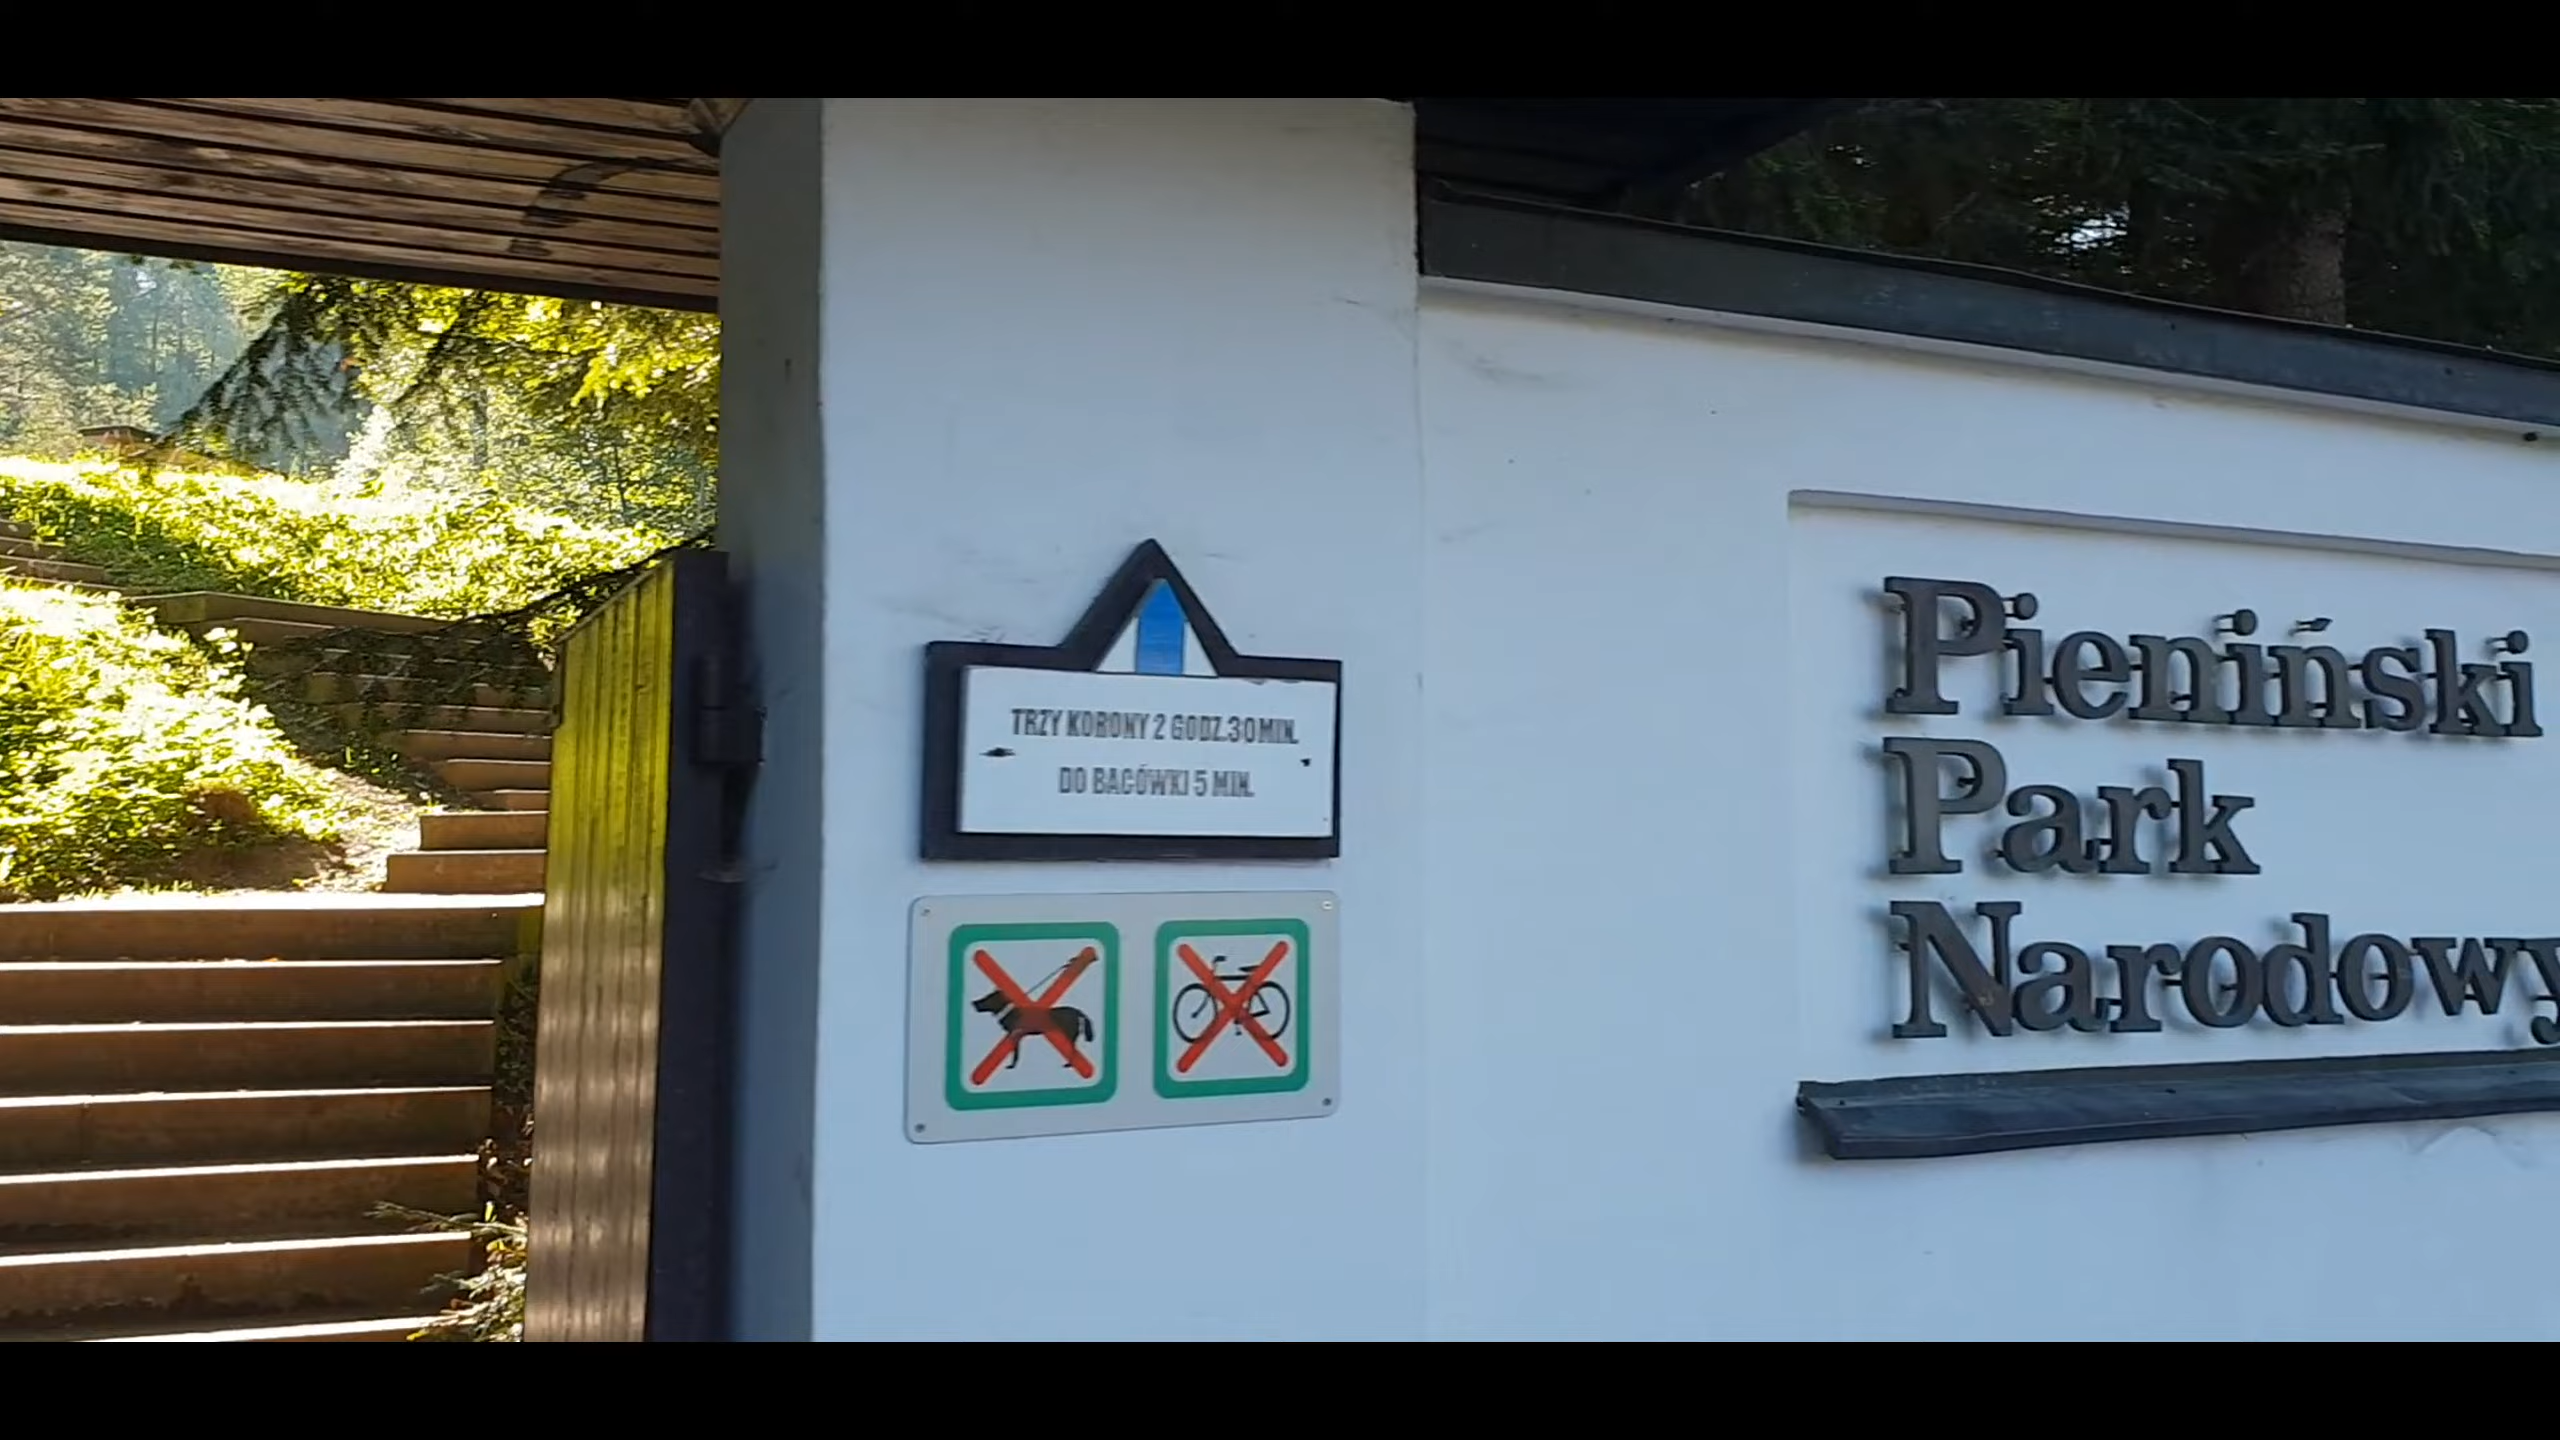 TRZY KORONY 2 GODZ.30 MIN.
DO BACÓWKI 5 MIN.
Pieniński
Park
Narodowy